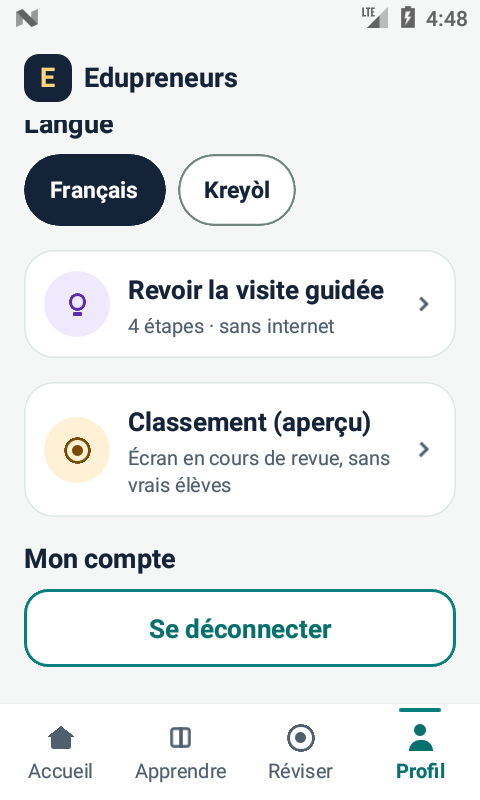 LTE 4:48
E Edupreneurs
Langue
Français Kreyòl
Revoir la visite guidée
4 étapes · sans internet
Classement (aperçu)
Écran en cours de revue, sans
vrais élèves
Mon compte
Se déconnecter
Accueil Apprendre Réviser Profil